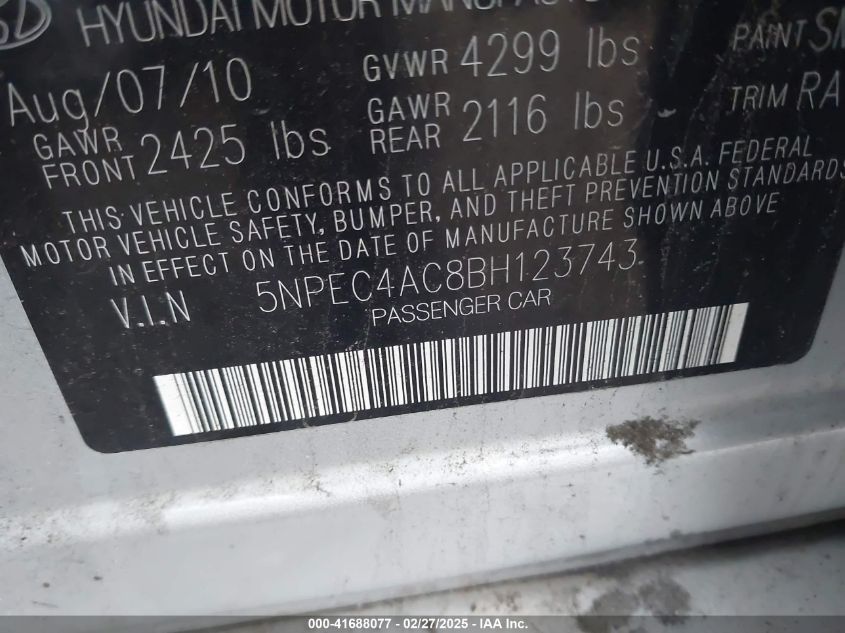 HYUNDAI MOTOR
Aug/07/10 GVWR 4299 lbs PAINT
GAWR FRONT 2425 lbs GAWR REAR 2116 lbs TRIM RA
THIS VEHICLE CONFORMS TO ALL APPLICABLE U.S.A. FEDERAL
MOTOR VEHICLE SAFETY, BUMPER, AND THEFT PREVENTION STANDARDS
IN EFFECT ON THE DATE OF MANUFACTURE SHOWN ABOVE
V.I.N 5NPEC4AC8BH123743
PASSENGER CAR
000-41688077 - 02/27/2025 - IAA Inc.